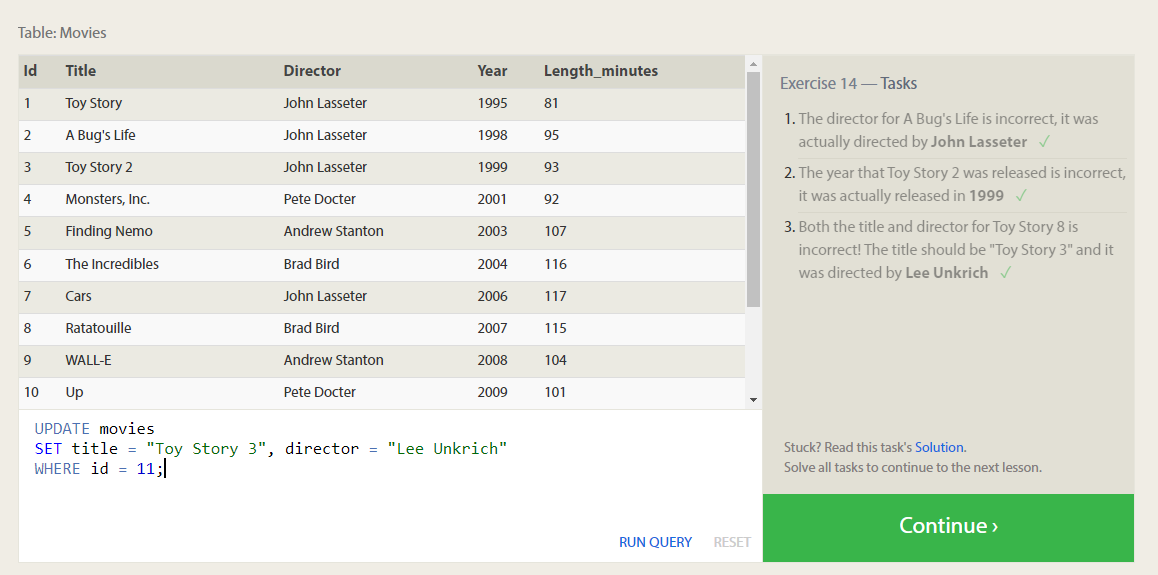 Table: Movies
Id Title Director Year Length_minutes
1 Toy Story John Lasseter 1995 81
2 A Bug's Life John Lasseter 1998 95
3 Toy Story 2 John Lasseter 1999 93
4 Monsters, Inc. Pete Docter 2001 92
5 Finding Nemo Andrew Stanton 2003 107
6 The Incredibles Brad Bird 2004 116
7 Cars John Lasseter 2006 117
8 Ratatouille Brad Bird 2007 115
9 WALL-E Andrew Stanton 2008 104
10 Up Pete Docter 2009 101
UPDATE movies
SET title = "Toy Story 3", director = "Lee Unkrich"
WHERE id = 11;
RUN QUERY RESET
Exercise 14 — Tasks
1. The director for A Bug's Life is incorrect, it was
actually directed by John Lasseter ✓
2. The year that Toy Story 2 was released is incorrect,
it was actually released in 1999 ✓
3. Both the title and director for Toy Story 8 is
incorrect! The title should be "Toy Story 3" and it
was directed by Lee Unkrich ✓
Stuck? Read this task's Solution.
Solve all tasks to continue to the next lesson.
Continue ›